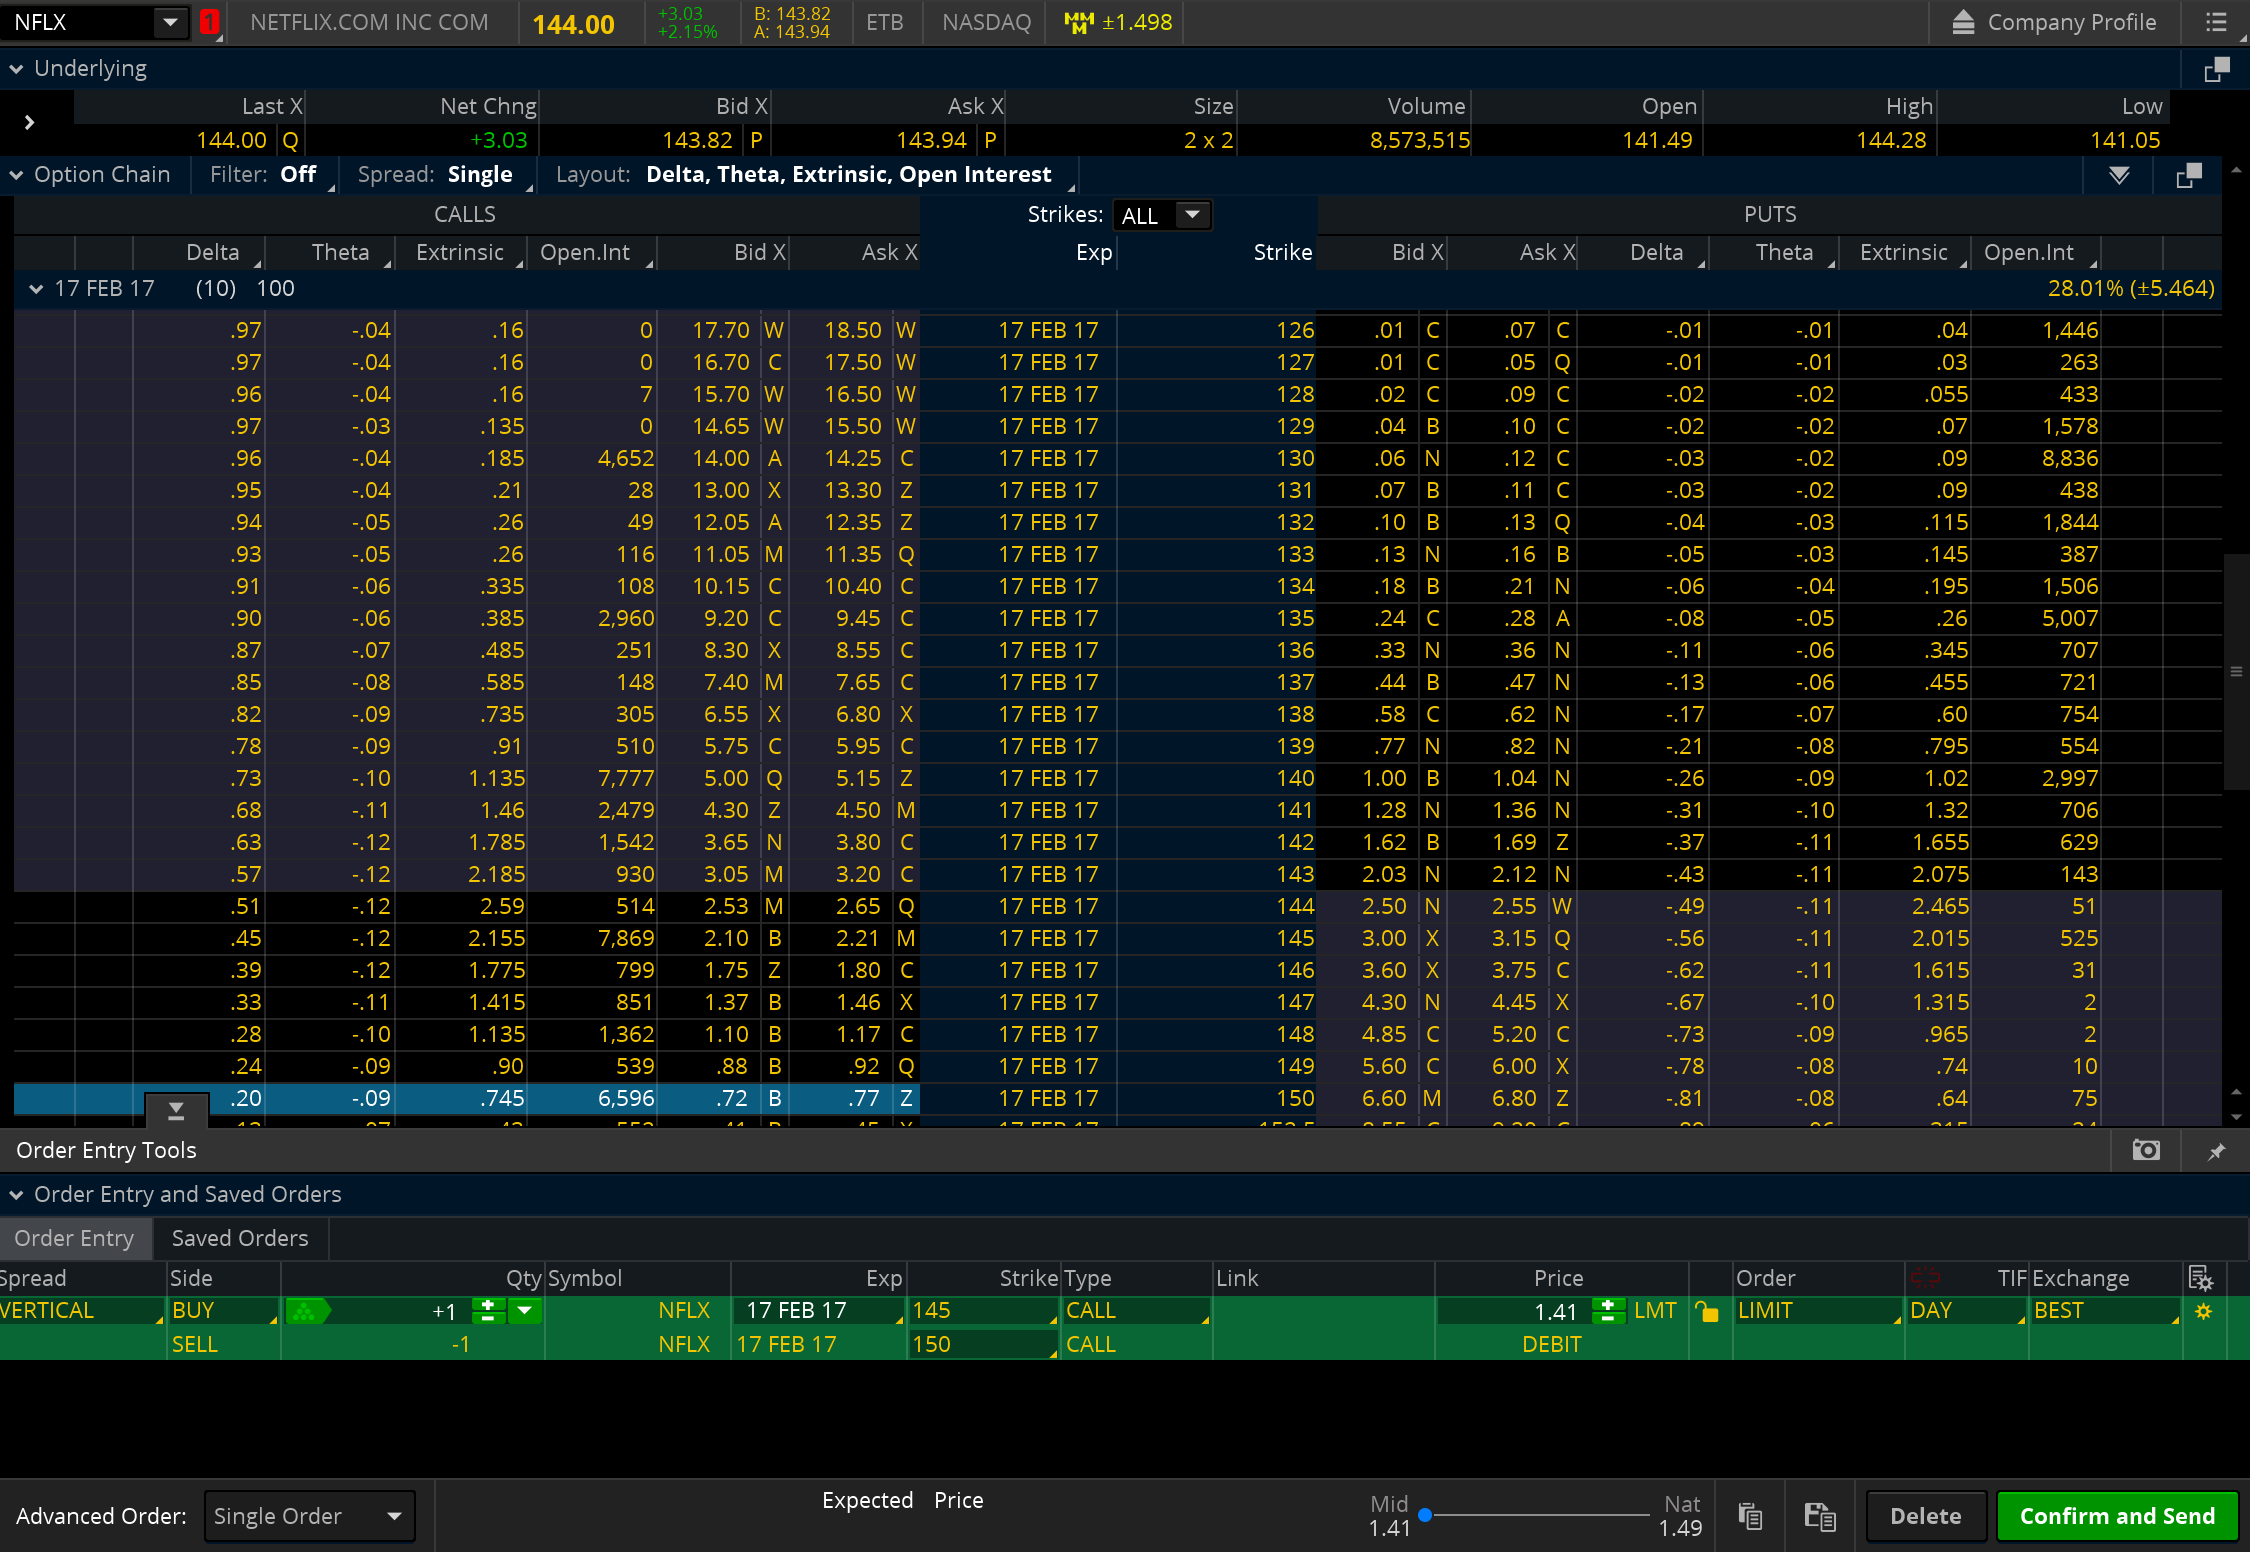 NFLX 1 NETFLIX.COM INC COM 144.00 +3.03 B: 143.82 ETB NASDAQ ±1.498 Company Profile
+2.15% A: 143.94
Underlying
Last X Net Chng Bid X Ask X Size Volume Open High Low
144.00 Q +3.03 143.82 P 143.94 P 2 x 2 8,573,515 141.49 144.28 141.05
Option Chain Filter: Off Spread: Single Layout: Delta, Theta, Extrinsic, Open Interest
CALLS Strikes: ALL PUTS
Delta Theta Extrinsic Open.Int Bid X Ask X Exp Strike Bid X Ask X Delta Theta Extrinsic Open.Int
17 FEB 17 (10) 100 28.01% (±5.464)
.97 -.04 .16 0 17.70 W 18.50 W 17 FEB 17 126 .01 C .07 C -.01 -.01 .04 1,446
.97 -.04 .16 0 16.70 C 17.50 W 17 FEB 17 127 .01 C .05 Q -.01 -.01 .03 263
.96 -.04 .16 7 15.70 W 16.50 W 17 FEB 17 128 .02 C .09 C -.02 -.02 .055 433
.97 -.03 .135 0 14.65 W 15.50 W 17 FEB 17 129 .04 B .10 C -.02 -.02 .07 1,578
.96 -.04 .185 4,652 14.00 A 14.25 C 17 FEB 17 130 .06 N .12 C -.03 -.02 .09 8,836
.95 -.04 .21 28 13.00 X 13.30 Z 17 FEB 17 131 .07 B .11 C -.03 -.02 .09 438
.94 -.05 .26 49 12.05 A 12.35 Z 17 FEB 17 132 .10 B .13 Q -.04 -.03 .115 1,844
.93 -.05 .26 116 11.05 M 11.35 Q 17 FEB 17 133 .13 N .16 B -.05 -.03 .145 387
.91 -.06 .335 108 10.15 C 10.40 C 17 FEB 17 134 .18 B .21 N -.06 -.04 .195 1,506
.90 -.06 .385 2,960 9.20 C 9.45 C 17 FEB 17 135 .24 C .28 A -.08 -.05 .26 5,007
.87 -.07 .485 251 8.30 X 8.55 C 17 FEB 17 136 .33 N .36 N -.11 -.06 .345 707
.85 -.08 .585 148 7.40 M 7.65 C 17 FEB 17 137 .44 B .47 N -.13 -.06 .455 721
.82 -.09 .735 305 6.55 X 6.80 X 17 FEB 17 138 .58 C .62 N -.17 -.07 .60 754
.78 -.09 .91 510 5.75 C 5.95 C 17 FEB 17 139 .77 N .82 N -.21 -.08 .795 554
.73 -.10 1.135 7,777 5.00 Q 5.15 Z 17 FEB 17 140 1.00 B 1.04 N -.26 -.09 1.02 2,997
.68 -.11 1.46 2,479 4.30 Z 4.50 M 17 FEB 17 141 1.28 N 1.36 N -.31 -.10 1.32 706
.63 -.12 1.785 1,542 3.65 N 3.80 C 17 FEB 17 142 1.62 B 1.69 Z -.37 -.11 1.655 629
.57 -.12 2.185 930 3.05 M 3.20 C 17 FEB 17 143 2.03 N 2.12 N -.43 -.11 2.075 143
.51 -.12 2.59 514 2.53 M 2.65 Q 17 FEB 17 144 2.50 N 2.55 W -.49 -.11 2.465 51
.45 -.12 2.155 7,869 2.10 B 2.21 M 17 FEB 17 145 3.00 X 3.15 Q -.56 -.11 2.015 525
.39 -.12 1.775 799 1.75 Z 1.80 C 17 FEB 17 146 3.60 X 3.75 C -.62 -.11 1.615 31
.33 -.11 1.415 851 1.37 B 1.46 X 17 FEB 17 147 4.30 N 4.45 X -.67 -.10 1.315 2
.28 -.10 1.135 1,362 1.10 B 1.17 C 17 FEB 17 148 4.85 C 5.20 C -.73 -.09 .965 2
.24 -.09 .90 539 .88 B .92 Q 17 FEB 17 149 5.60 C 6.00 X -.78 -.08 .74 10
.20 -.09 .745 6,596 .72 B .77 Z 17 FEB 17 150 6.60 M 6.80 Z -.81 -.08 .64 75
Order Entry Tools
Order Entry and Saved Orders
Order Entry Saved Orders
Spread Side Qty Symbol Exp Strike Type Link Price Order TIF Exchange
VERTICAL BUY +1 NFLX 17 FEB 17 145 CALL 1.41 LMT LIMIT DAY BEST
SELL -1 NFLX 17 FEB 17 150 CALL DEBIT
Advanced Order: Single Order Expected Price Mid 1.41 Nat 1.49 Delete Confirm and Send